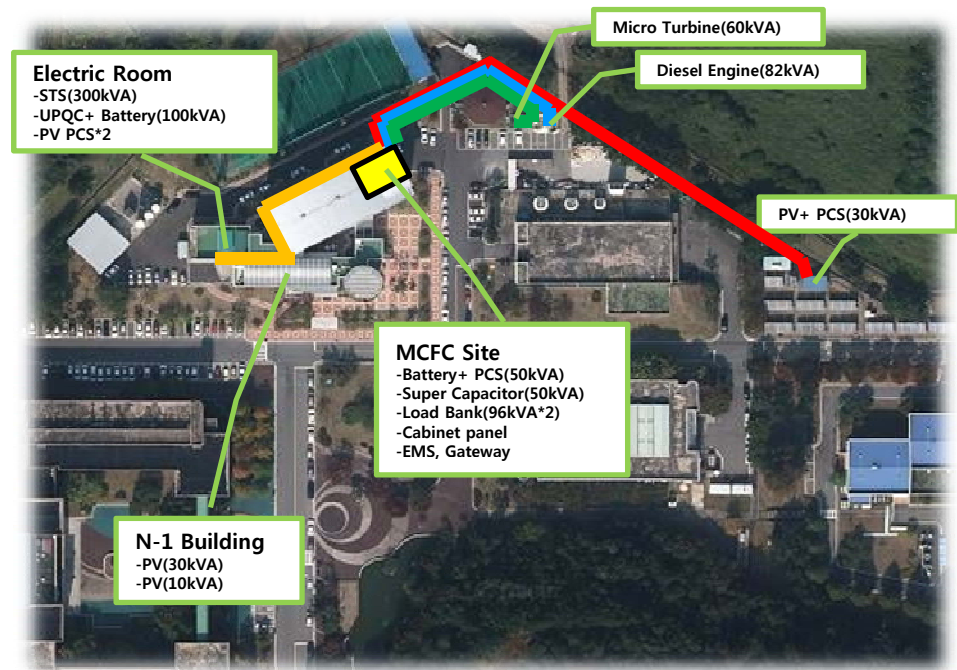 Micro Turbine(60kVA)
Diesel Engine(82kVA)
Electric Room
-STS(300kVA)
-UPQC+ Battery(100kVA)
-PV PCS*2
PV+ PCS(30kVA)
MCFC Site
-Battery+ PCS(50kVA)
-Super Capacitor(50kVA)
-Load Bank(96kVA*2)
-Cabinet panel
-EMS, Gateway
N-1 Building
-PV(30kVA)
-PV(10kVA)